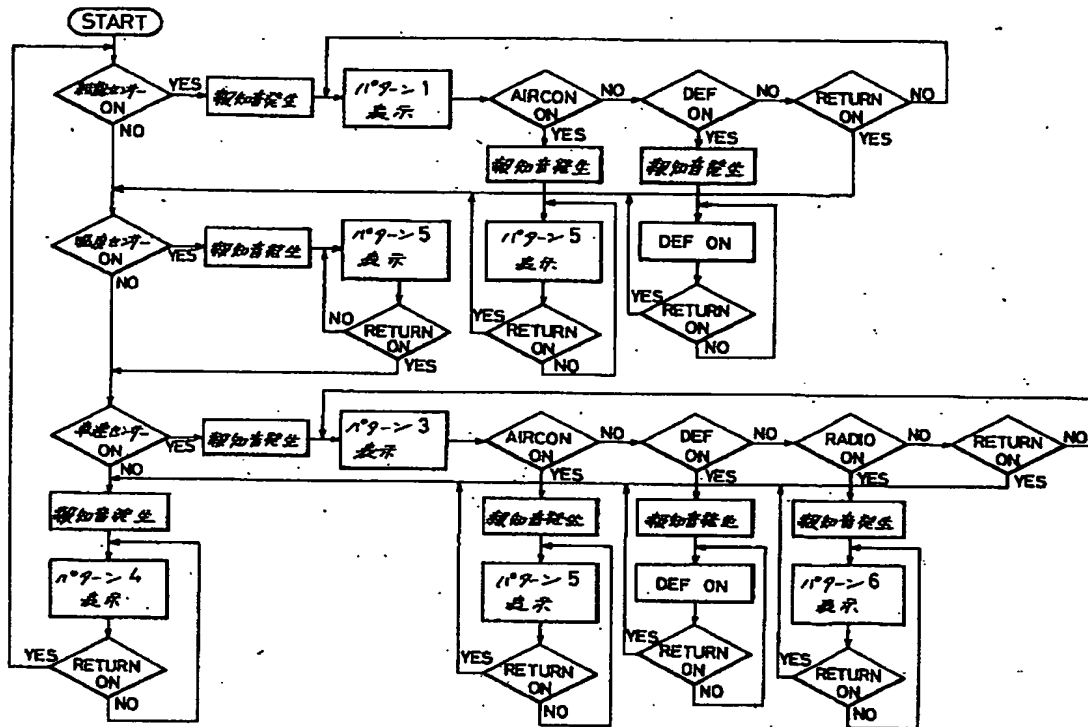 START
センサー
ON
YES
NO
報知音発生
パターン 1
表示
AIRCON
ON
NO
YES
DEF
ON
NO
YES
RETURN
ON
NO
YES
報知音発生
報知音発生
センサー
ON
YES
NO
報知音発生
パターン 5
表示
RETURN
ON
NO
YES
パターン 5
表示
RETURN
ON
YES
NO
DEF ON
RETURN
ON
YES
NO
車速センサー
ON
YES
NO
報知音発生
パターン 3
表示
AIRCON
ON
NO
YES
DEF
ON
NO
YES
RADIO
ON
NO
YES
RETURN
ON
NO
YES
報知音発生
報知音発生
報知音発生
報知音発生
パターン 4
表示
パターン 5
表示
DEF ON
パターン 6
表示
RETURN
ON
YES
NO
RETURN
ON
YES
NO
RETURN
ON
YES
NO
RETURN
ON
YES
NO